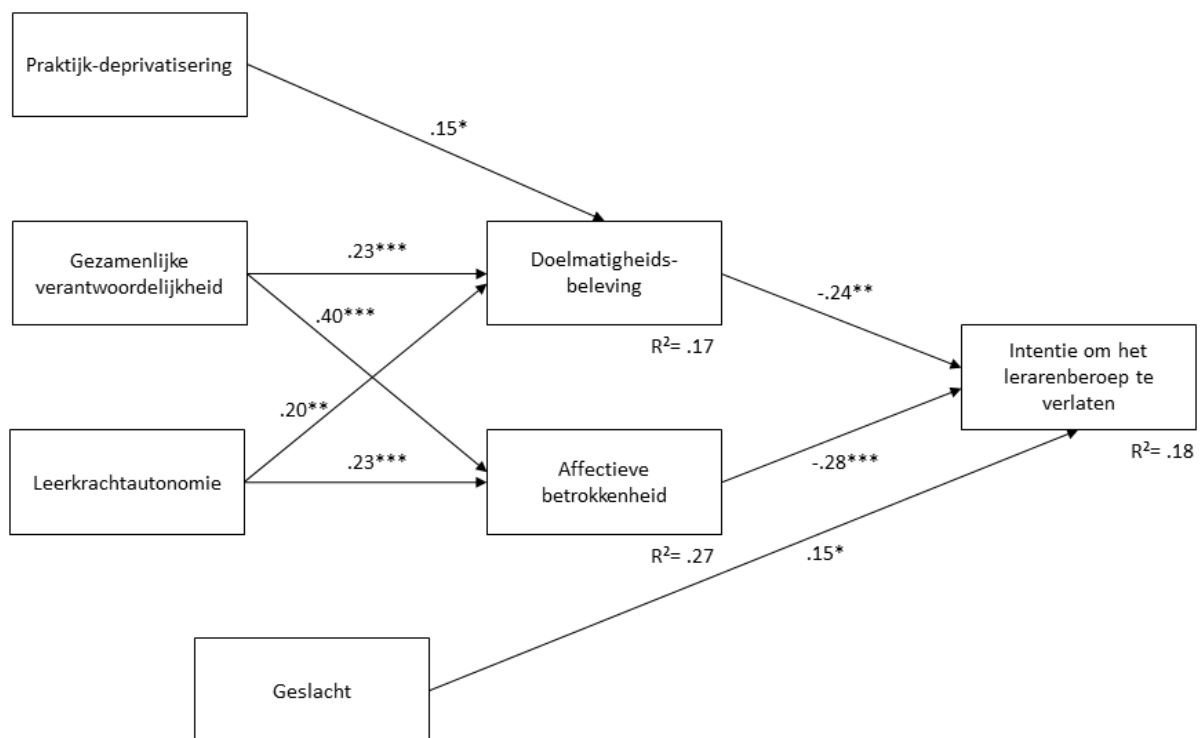 Praktijk-deprivatisering
.15*
Gezamenlijke
verantwoordelijkheid
.23***
Doelmatigheids-
beleving
-.24**
.40***
R²= .17
Intentie om het
lerarenberoep te
verlaten
.20**
R²= .18
Leerkrachtautonomie
.23***
Affectieve
betrokkenheid
-.28***
R²= .27
.15*
Geslacht